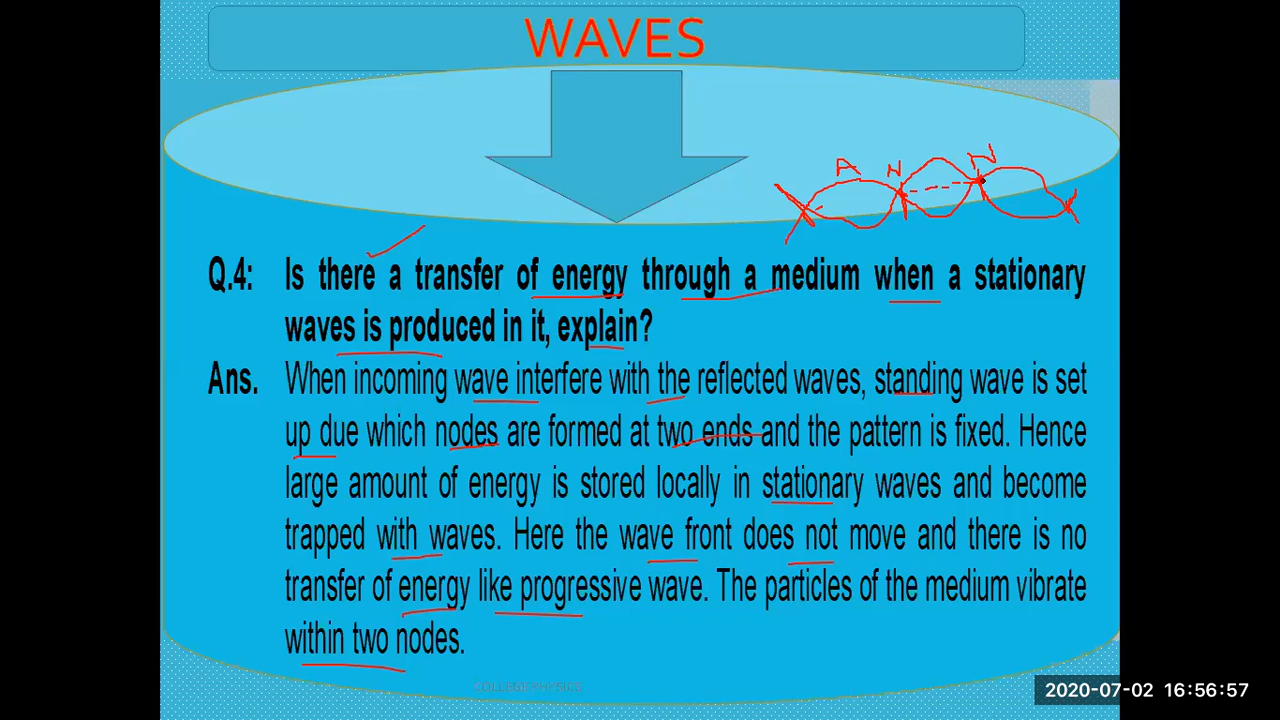 WAVES
A N N
Q.4: Is there a transfer of energy through a medium when a stationary
waves is produced in it, explain?
Ans. When incoming wave interfere with the reflected waves, standing wave is set
up due which nodes are formed at two ends and the pattern is fixed. Hence
large amount of energy is stored locally in stationary waves and become
trapped with waves. Here the wave front does not move and there is no
transfer of energy like progressive wave. The particles of the medium vibrate
within two nodes.
COLLEGE PHYSICS
2020-07-02 16:56:57